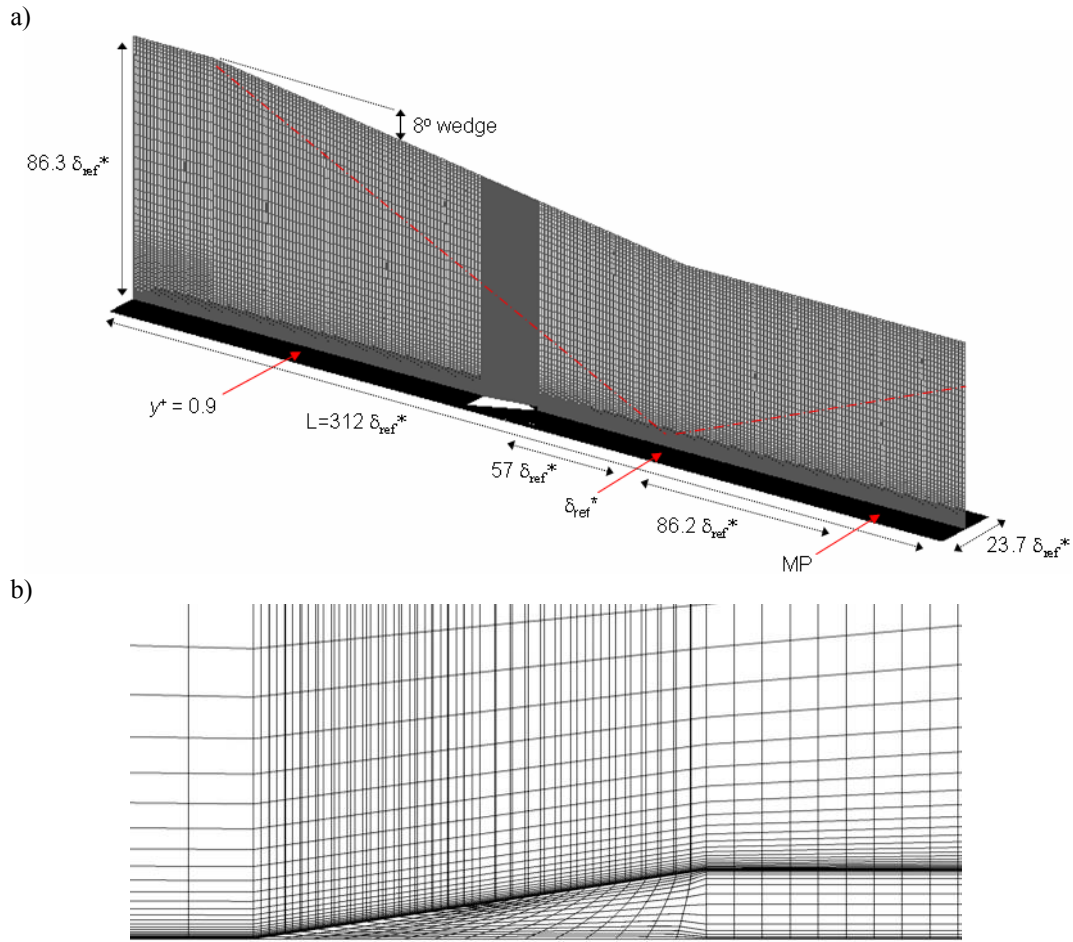 a)
8º wedge
86.3 δref*
y⁺ = 0.9
L=312 δref*
57 δref*
δref*
86.2 δref*
MP
23.7 δref*
b)